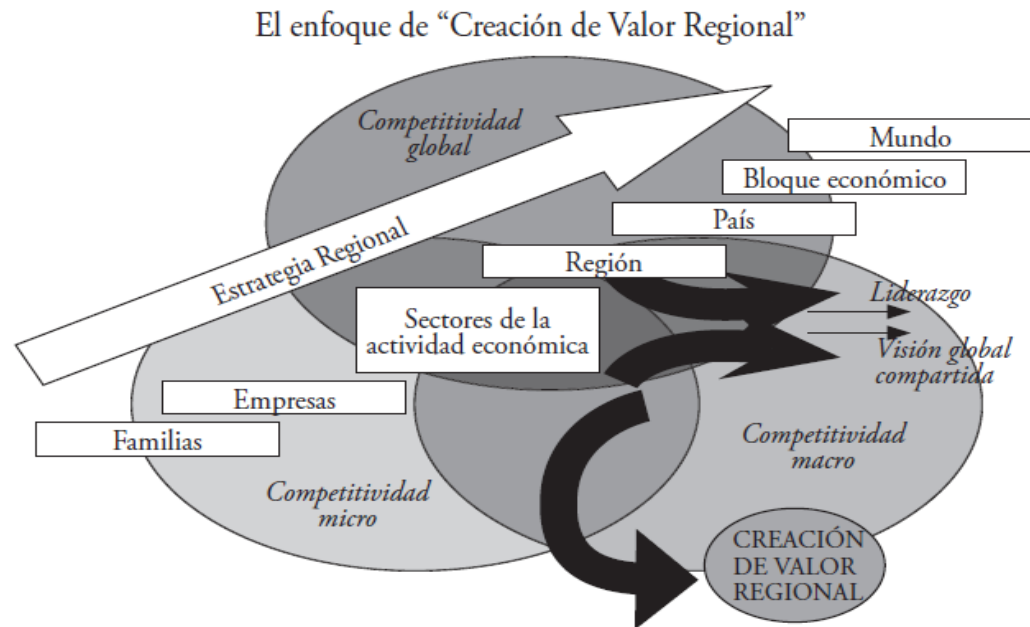 El enfoque de “Creación de Valor Regional”
Competitividad
global
Mundo
Bloque económico
País
Estrategia Regional
Región
Liderazgo
Sectores de la
actividad económica
Visión global
compartida
Empresas
Familias
Competitividad
macro
Competitividad
micro
CREACIÓN
DE VALOR
REGIONAL